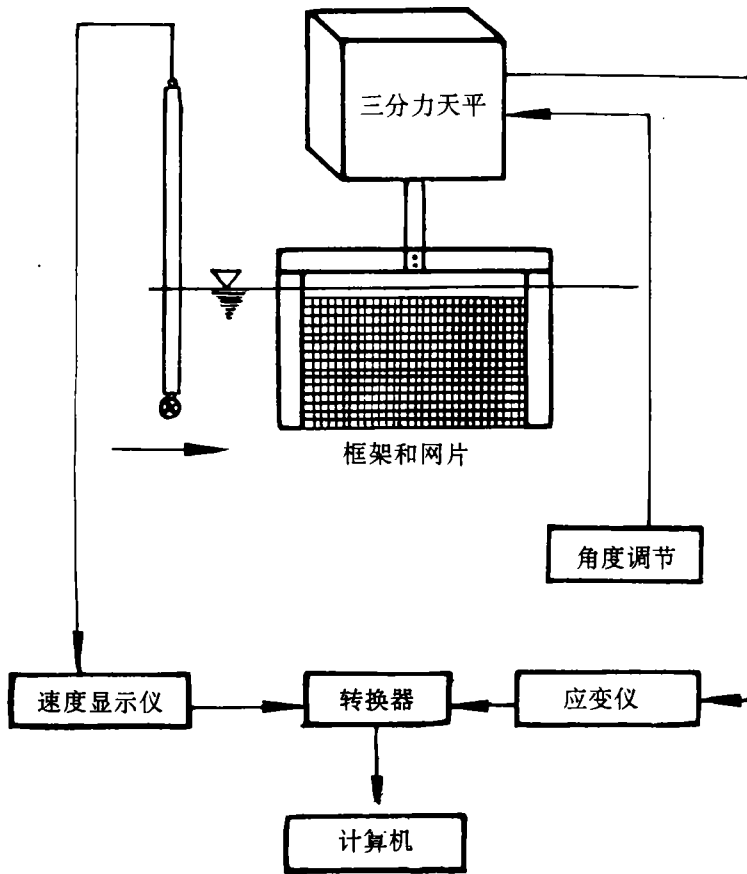 三分力天平
框架和网片
角度调节
速度显示仪
转换器
应变仪
计算机